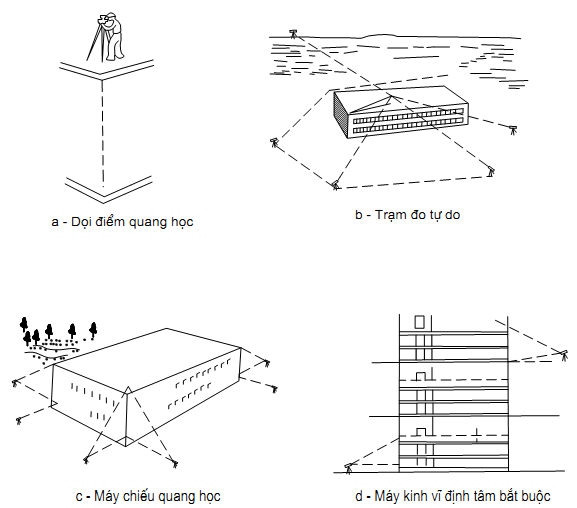 a - Dọi điểm quang học
b - Trạm đo tự do
c - Máy chiếu quang học
d - Máy kinh vĩ định tâm bắt buộc